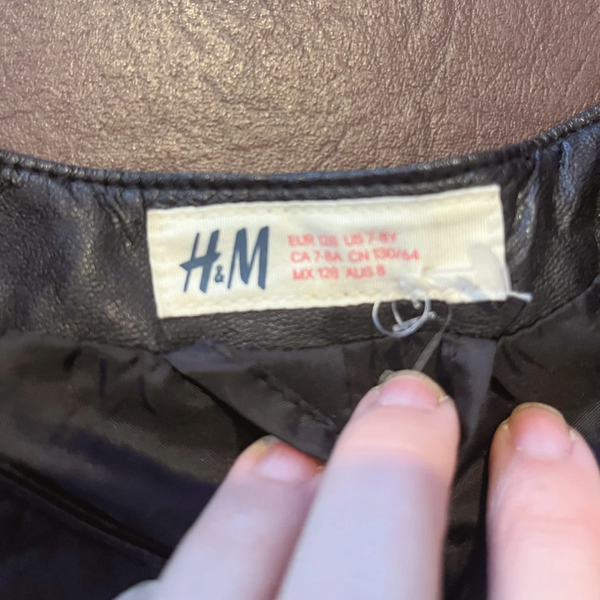 H&M
EUR 128 US 7-8Y
CA 7-8A CN 130/64
MX 128 AUS 8